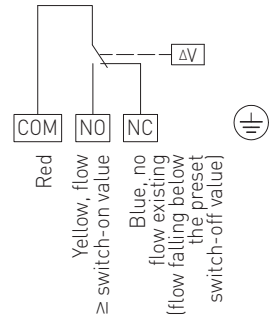 ΔV
COM
NO
NC
Red
Yellow, flow
≥ switch-on value
Blue, no
flow existing
(flow falling below
the preset
switch-off value)